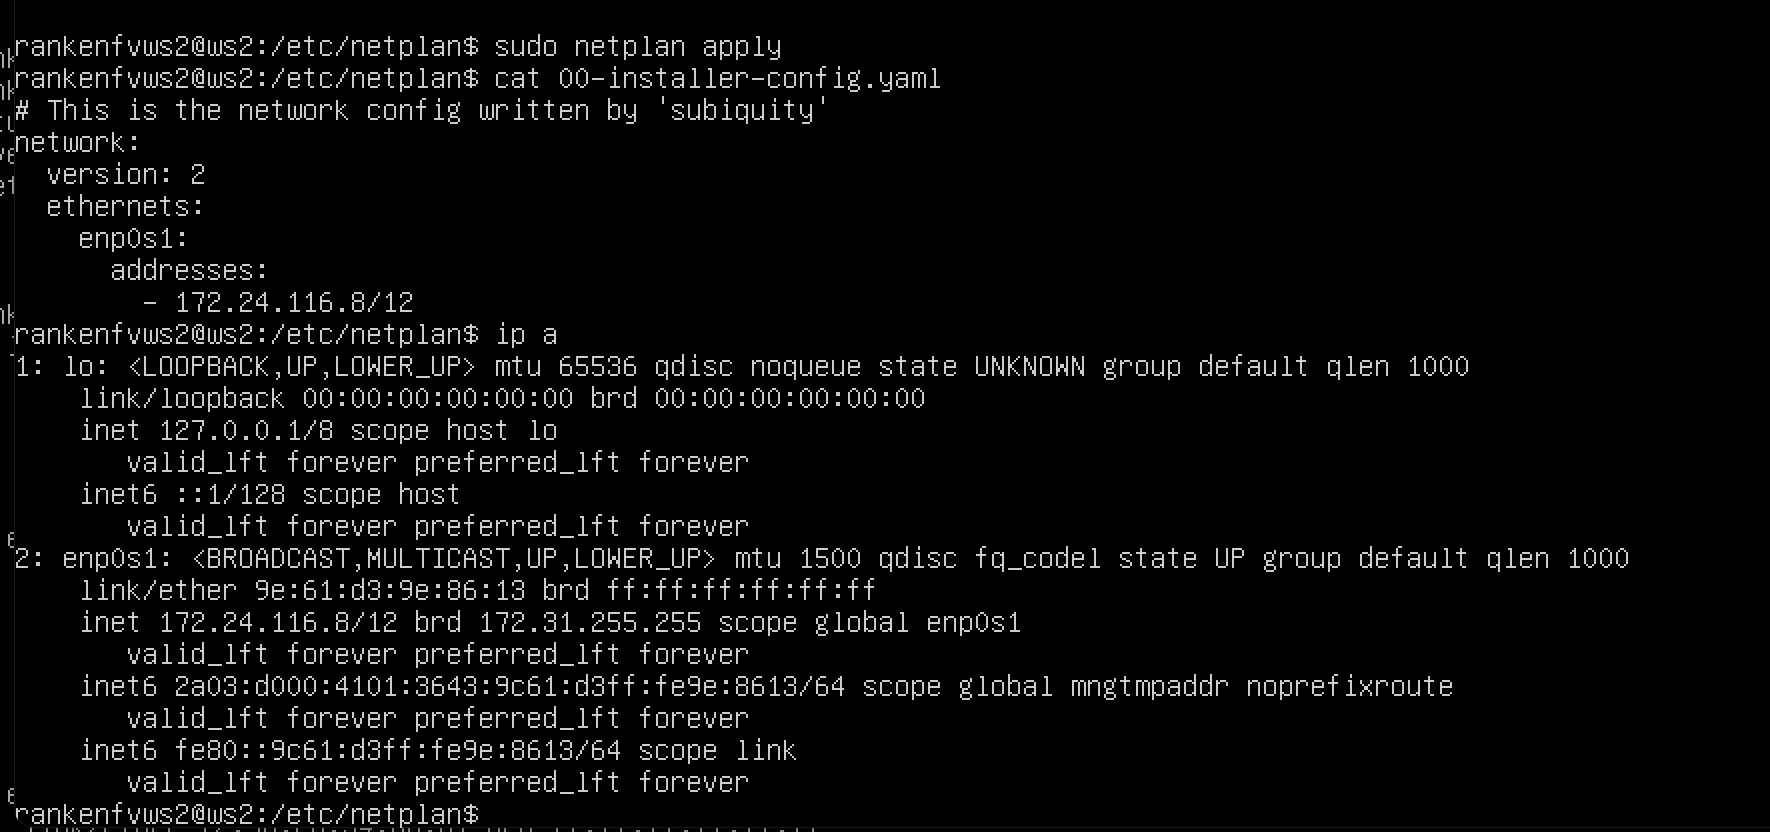 rankenfvws2@ws2:/etc/netplan$ sudo netplan apply
rankenfvws2@ws2:/etc/netplan$ cat 00-installer-config.yaml
# This is the network config written by 'subiquity'
network:
  version: 2
  ethernets:
    enp0s1:
      addresses:
        - 172.24.116.8/12
rankenfvws2@ws2:/etc/netplan$ ip a
1: lo: <LOOPBACK,UP,LOWER_UP> mtu 65536 qdisc noqueue state UNKNOWN group default qlen 1000
    link/loopback 00:00:00:00:00:00 brd 00:00:00:00:00:00
    inet 127.0.0.1/8 scope host lo
       valid_lft forever preferred_lft forever
    inet6 ::1/128 scope host
       valid_lft forever preferred_lft forever
2: enp0s1: <BROADCAST,MULTICAST,UP,LOWER_UP> mtu 1500 qdisc fq_codel state UP group default qlen 1000
    link/ether 9e:61:d3:9e:86:13 brd ff:ff:ff:ff:ff:ff
    inet 172.24.116.8/12 brd 172.31.255.255 scope global enp0s1
       valid_lft forever preferred_lft forever
    inet6 2a03:d000:4101:3643:9c61:d3ff:fe9e:8613/64 scope global mngtmpaddr noprefixroute
       valid_lft forever preferred_lft forever
    inet6 fe80::9c61:d3ff:fe9e:8613/64 scope link
       valid_lft forever preferred_lft forever
rankenfvws2@ws2:/etc/netplan$